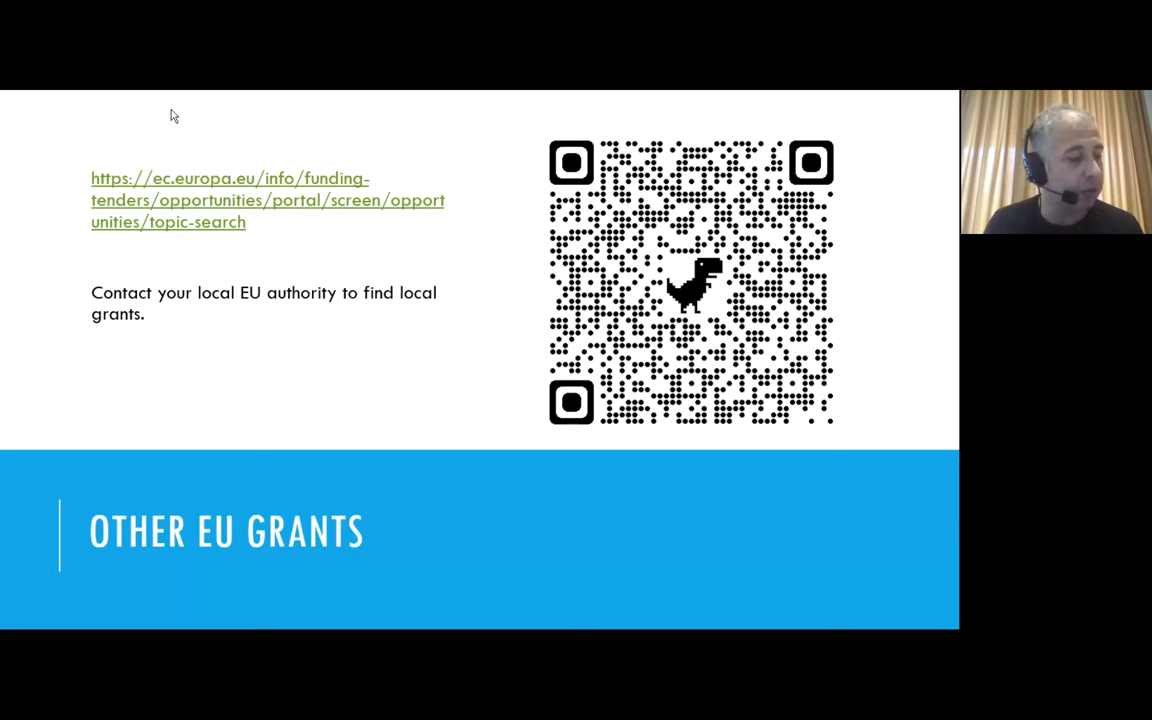 https://ec.europa.eu/info/funding-
tenders/opportunities/portal/screen/opport
unities/topic-search
Contact your local EU authority to find local
grants.
OTHER EU GRANTS